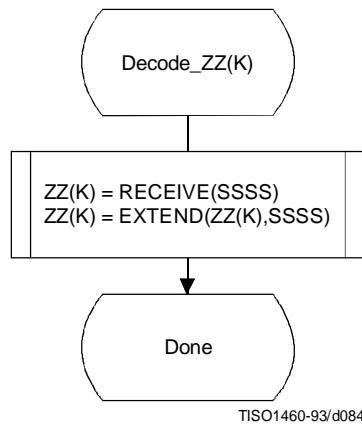 Decode_ZZ(K)
ZZ(K) = RECEIVE(SSSS)
ZZ(K) = EXTEND(ZZ(K),SSSS)
Done
TISO1460-93/d084